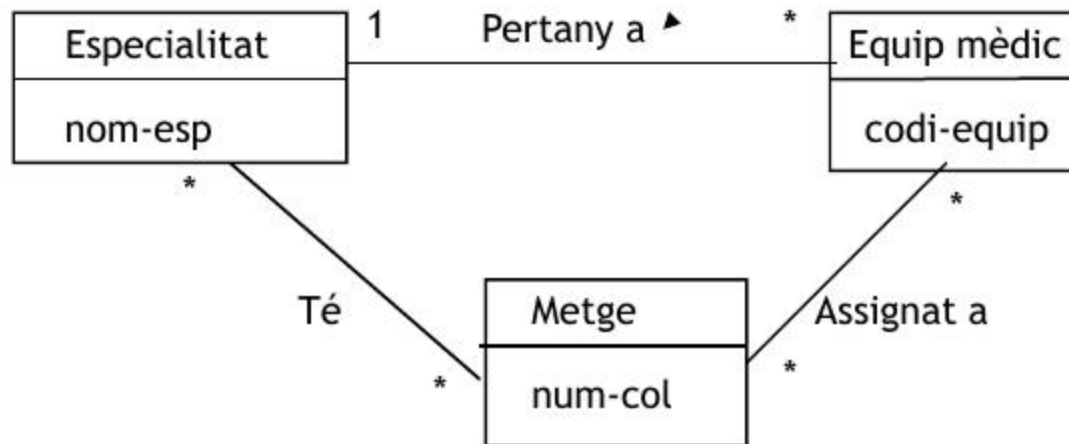 Especialitat
1
Pertany a
*
Equip mèdic
nom-esp
codi-equip
*
*
Té
Metge
Assignat a
*
*
num-col